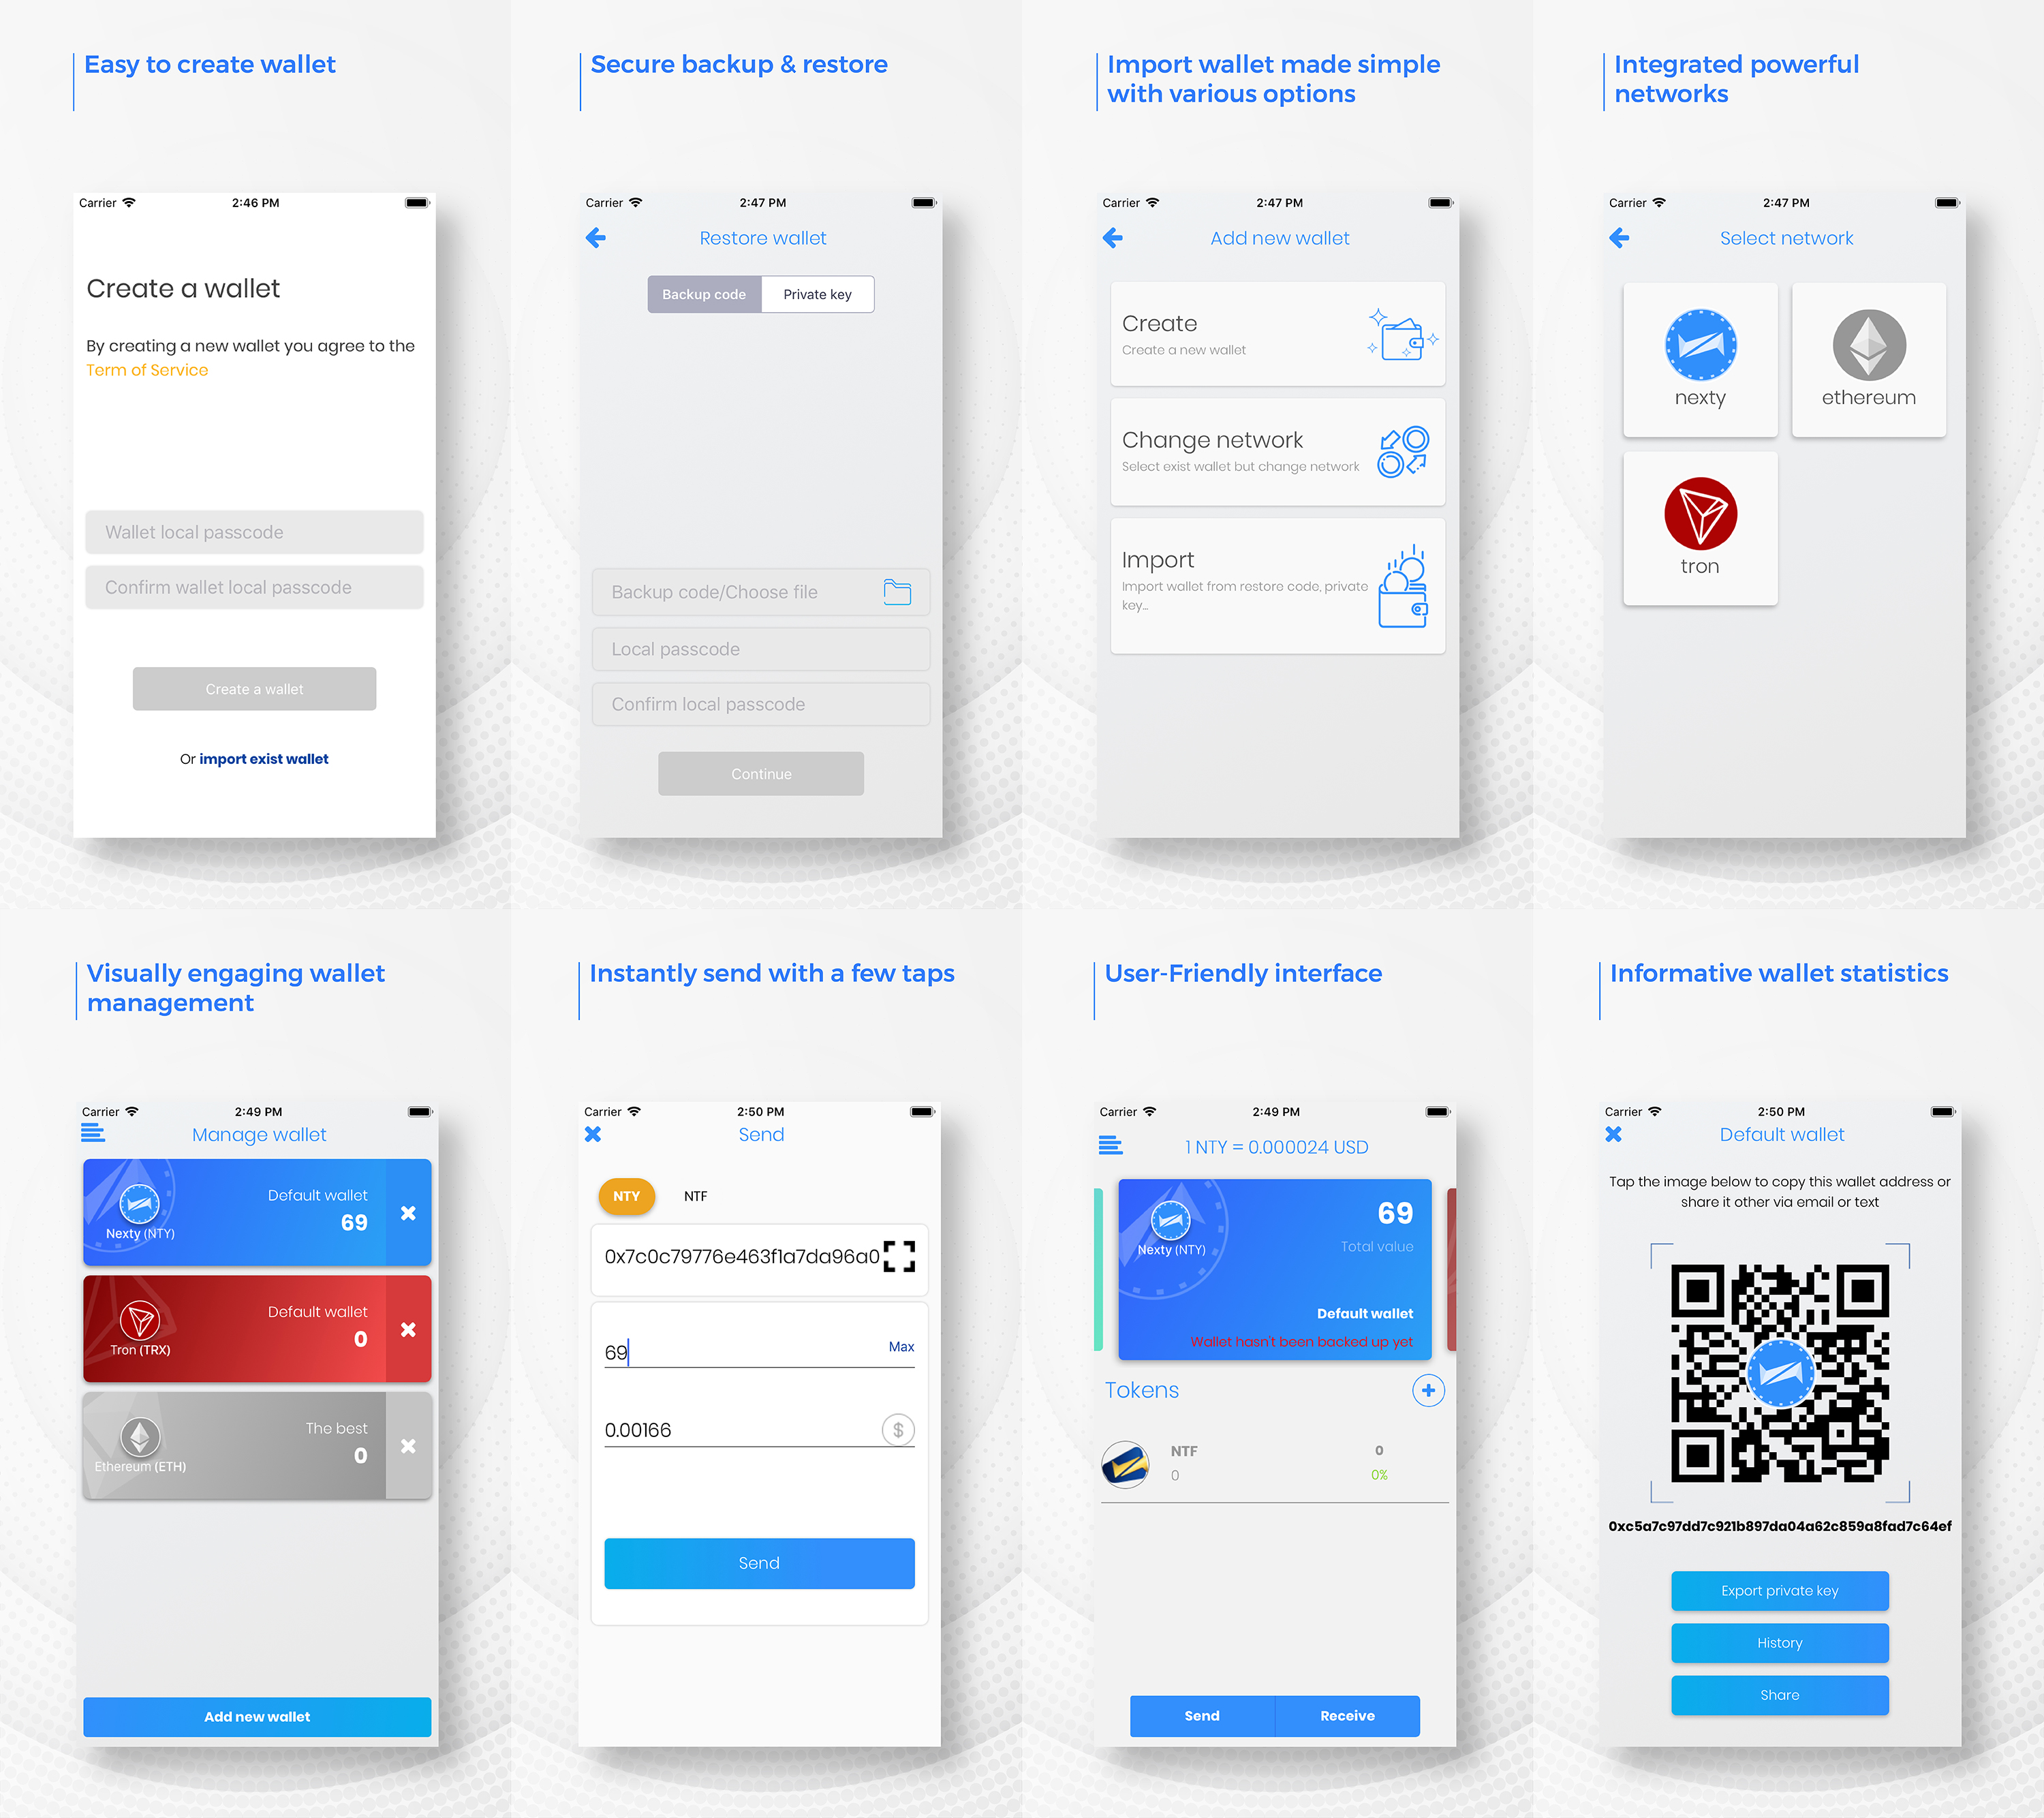 Easy to create wallet
Carrier
2:46 PM
Create a wallet
By creating a new wallet you agree to the
Term of Service
Wallet local passcode
Confirm wallet local passcode
Create a wallet
Or import exist wallet
Secure backup & restore
Carrier
2:47 PM
Restore wallet
Backup code
Private key
Backup code/Choose file
Local passcode
Confirm local passcode
Continue
Import wallet made simple
with various options
Carrier
2:47 PM
Add new wallet
Create
Create a new wallet
Change network
Select exist wallet but change network
Import
Import wallet from restore code, private
key...
Integrated powerful
networks
Carrier
2:47 PM
Select network
nexty
ethereum
tron
Visually engaging wallet
management
Carrier
2:49 PM
Manage wallet
Default wallet
69
Nexty (NTY)
Default wallet
0
Tron (TRX)
The best
0
Ethereum (ETH)
Add new wallet
Instantly send with a few taps
Carrier
2:50 PM
Send
NTY
NTF
0x7c0c79776e463f1a7da96a0
69
Max
0.00166
$
Send
User-Friendly interface
Carrier
2:49 PM
1 NTY = 0.000024 USD
69
Nexty (NTY)
Total value
Default wallet
Wallet hasn't been backed up yet
Tokens
NTF
0
0
0%
Send
Receive
Informative wallet statistics
Carrier
2:50 PM
Default wallet
Tap the image below to copy this wallet address or
share it other via email or text
0xc5a7c97dd7c921b897da04a62c859a8fad7c64ef
Export private key
History
Share